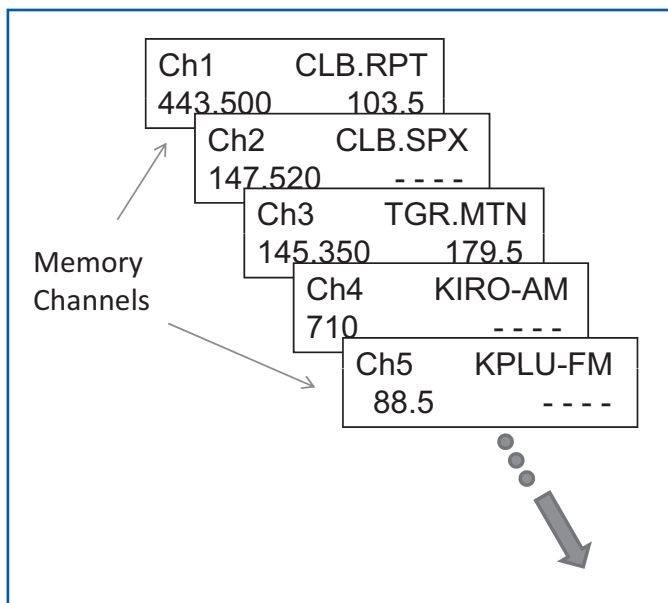 Ch1 CLB.RPT
443.500 103.5
Ch2 CLB.SPX
147.520 - - - -
Ch3 TGR.MTN
145.350 179.5
Ch4 KIRO-AM
710 - - - -
Ch5 KPLU-FM
88.5 - - - -
Memory
Channels